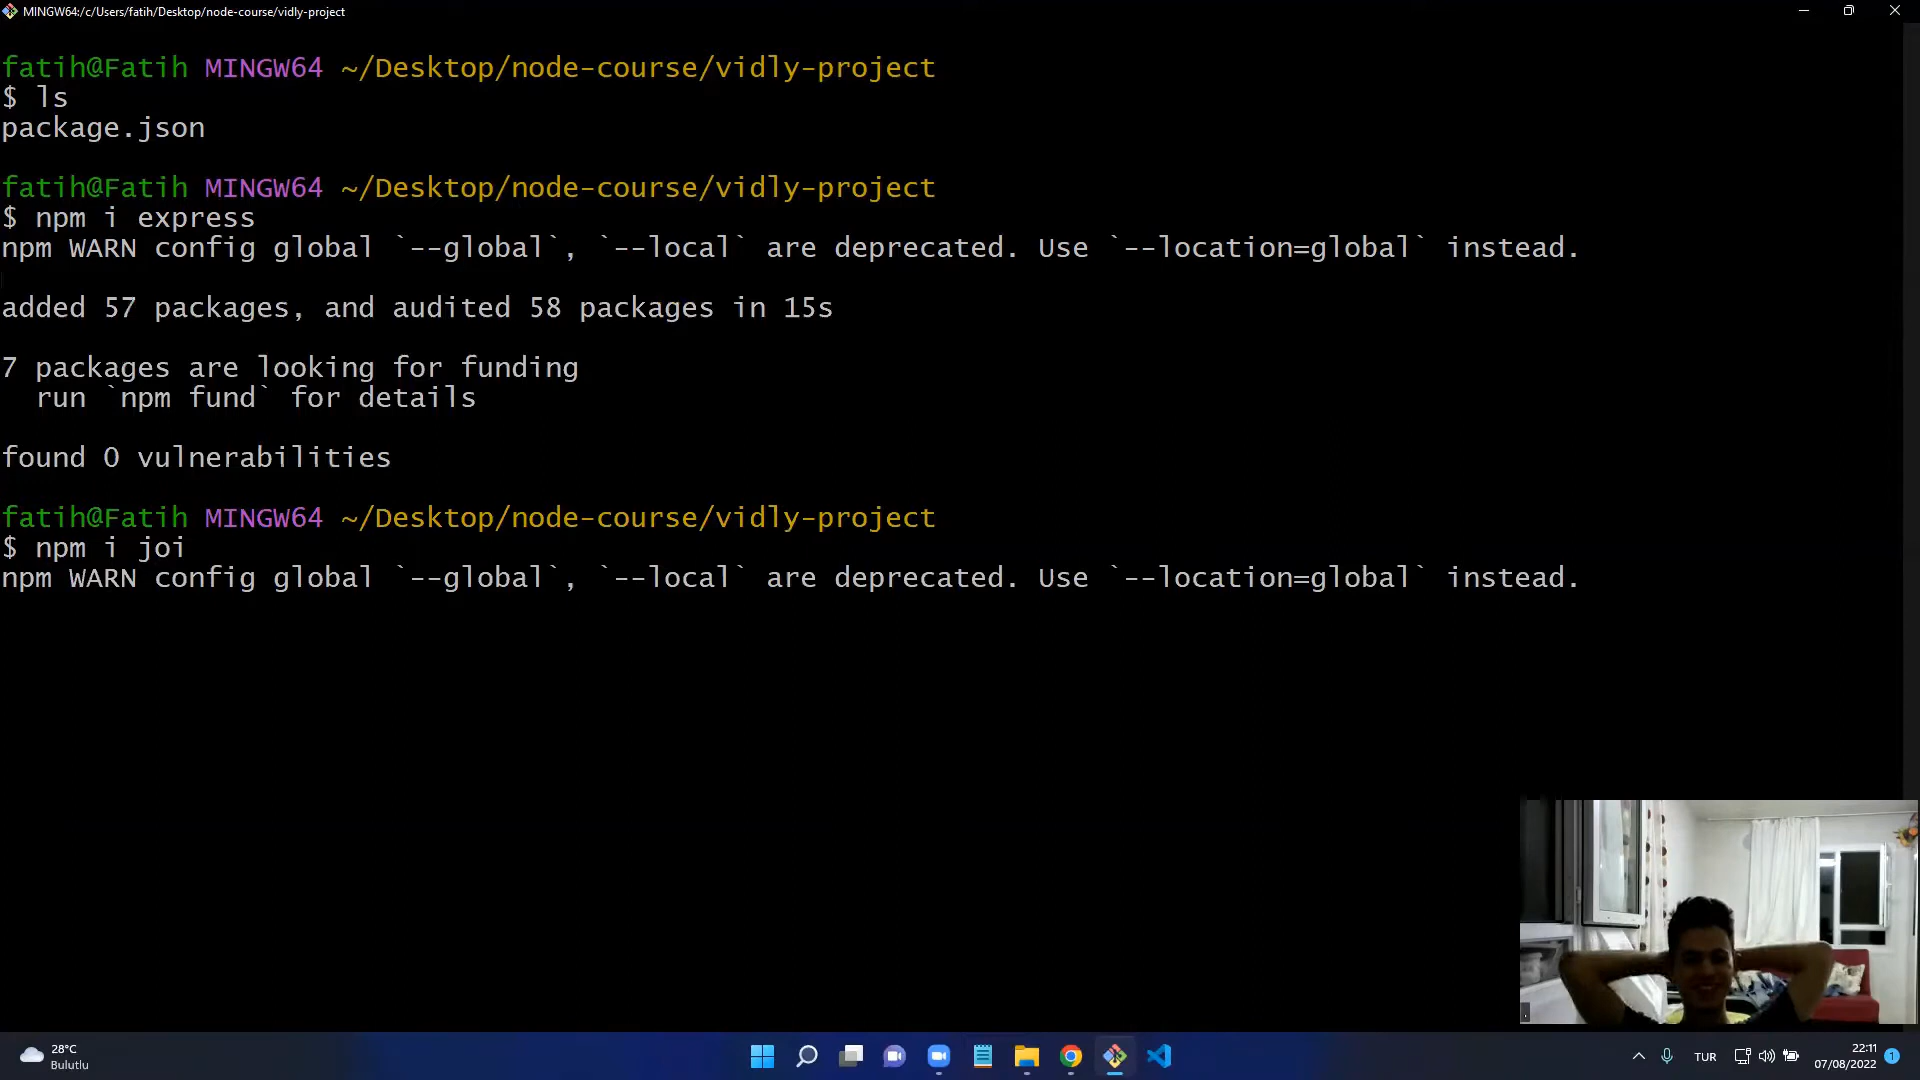 MINGW64:/c/Users/fatih/Desktop/node-course/vidly-project
fatih@Fatih MINGW64 ~/Desktop/node-course/vidly-project
$ ls
package.json
fatih@Fatih MINGW64 ~/Desktop/node-course/vidly-project
$ npm i express
npm WARN config global `--global`, `--local` are deprecated. Use `--location=global` instead.
added 57 packages, and audited 58 packages in 15s
7 packages are looking for funding
  run `npm fund` for details
found 0 vulnerabilities
fatih@Fatih MINGW64 ~/Desktop/node-course/vidly-project
$ npm i joi
npm WARN config global `--global`, `--local` are deprecated. Use `--location=global` instead.
28°C
Bulutlu
TUR
22:11
07/08/2022
1